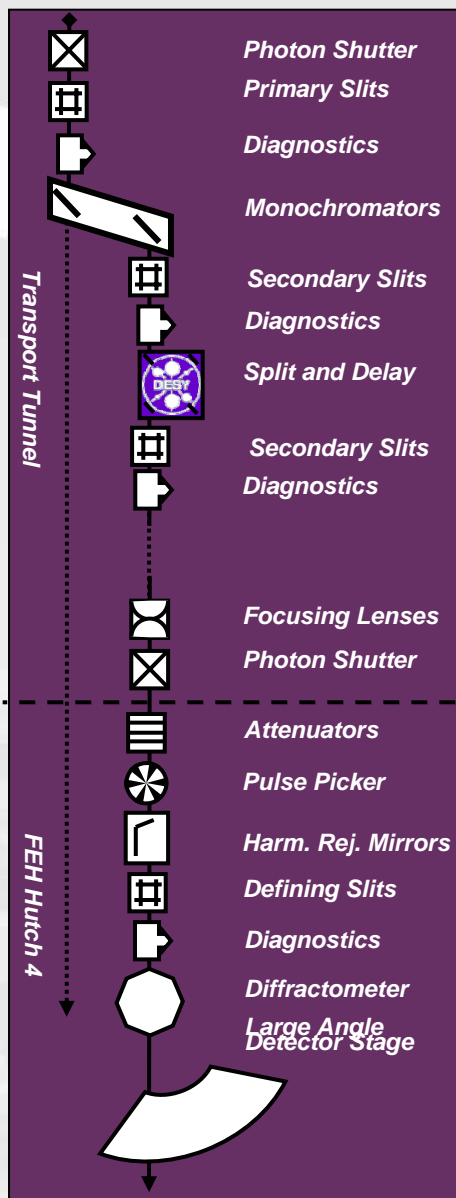 Photon Shutter
Primary Slits
Diagnostics
Monochromators
Secondary Slits
Diagnostics
DESY
Split and Delay
Secondary Slits
Diagnostics
Transport Tunnel
Focusing Lenses
Photon Shutter
Attenuators
Pulse Picker
Harm. Rej. Mirrors
Defining Slits
Diagnostics
FEH Hutch 4
Diffractometer
Large Angle
Detector Stage